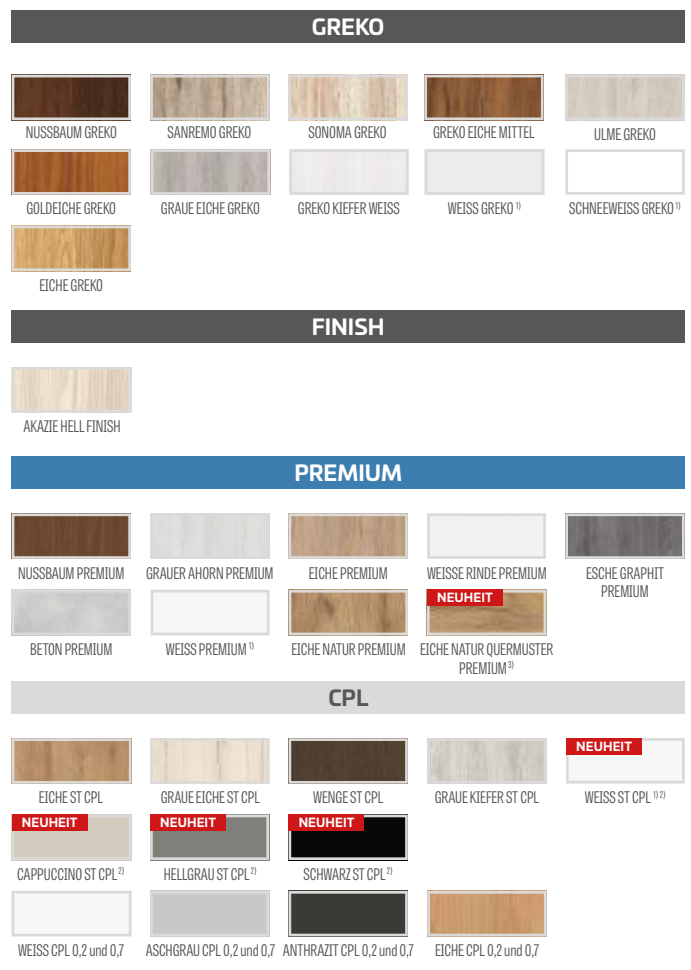 GREKO
NUSSBAUM GREKO
SANREMO GREKO
SONOMA GREKO
GREKO EICHE MITTEL
ULME GREKO
GOLDEICHE GREKO
GRAUE EICHE GREKO
GREKO KIEFER WEISS
WEISS GREKO 1)
SCHNEEWEISS GREKO 1)
EICHE GREKO
FINISH
AKAZIE HELL FINISH
PREMIUM
NUSSBAUM PREMIUM
GRAUER AHORN PREMIUM
EICHE PREMIUM
WEISSE RINDE PREMIUM
ESCHE GRAPHIT
PREMIUM
BETON PREMIUM
WEISS PREMIUM 1)
EICHE NATUR PREMIUM
NEUHEIT
EICHE NATUR QUERMUSTER
PREMIUM 3)
CPL
EICHE ST CPL
GRAUE EICHE ST CPL
WENGE ST CPL
GRAUE KIEFER ST CPL
NEUHEIT
WEISS ST CPL 1) 2)
NEUHEIT
CAPPUCCINO ST CPL 2)
NEUHEIT
HELLGRAU ST CPL 2)
NEUHEIT
SCHWARZ ST CPL 2)
WEISS CPL 0,2 und 0,7
ASCHGRAU CPL 0,2 und 0,7
ANTHRAZIT CPL 0,2 und 0,7
EICHE CPL 0,2 und 0,7